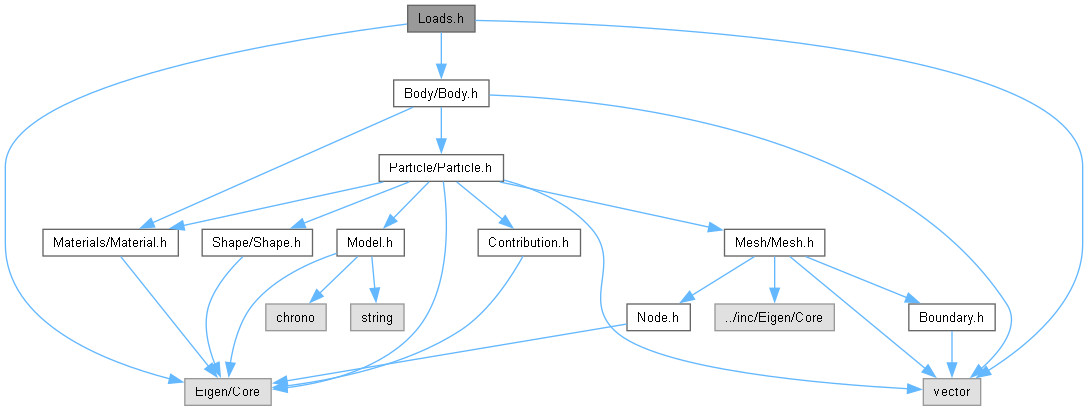 Loads.h
Body/Body.h
Particle/Particle.h
Materials/Material.h
Shape/Shape.h
Model.h
Contribution.h
Mesh/Mesh.h
chrono
string
Node.h
../inc/Eigen/Core
Boundary.h
Eigen/Core
vector